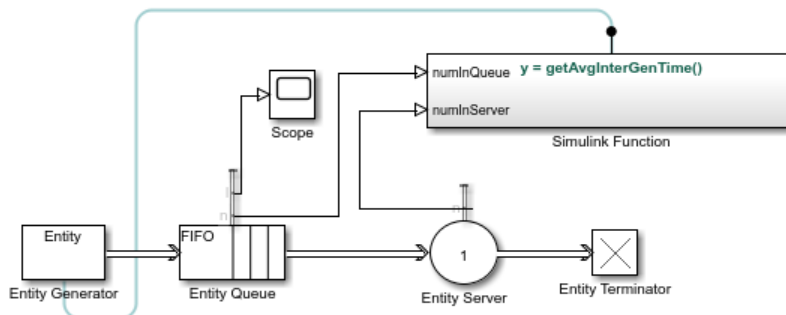 numInQueue
y = getAvgInterGenTime()
numInServer
Scope
Simulink Function
l
n
n
Entity
FIFO
1
Entity Generator
Entity Queue
Entity Server
Entity Terminator